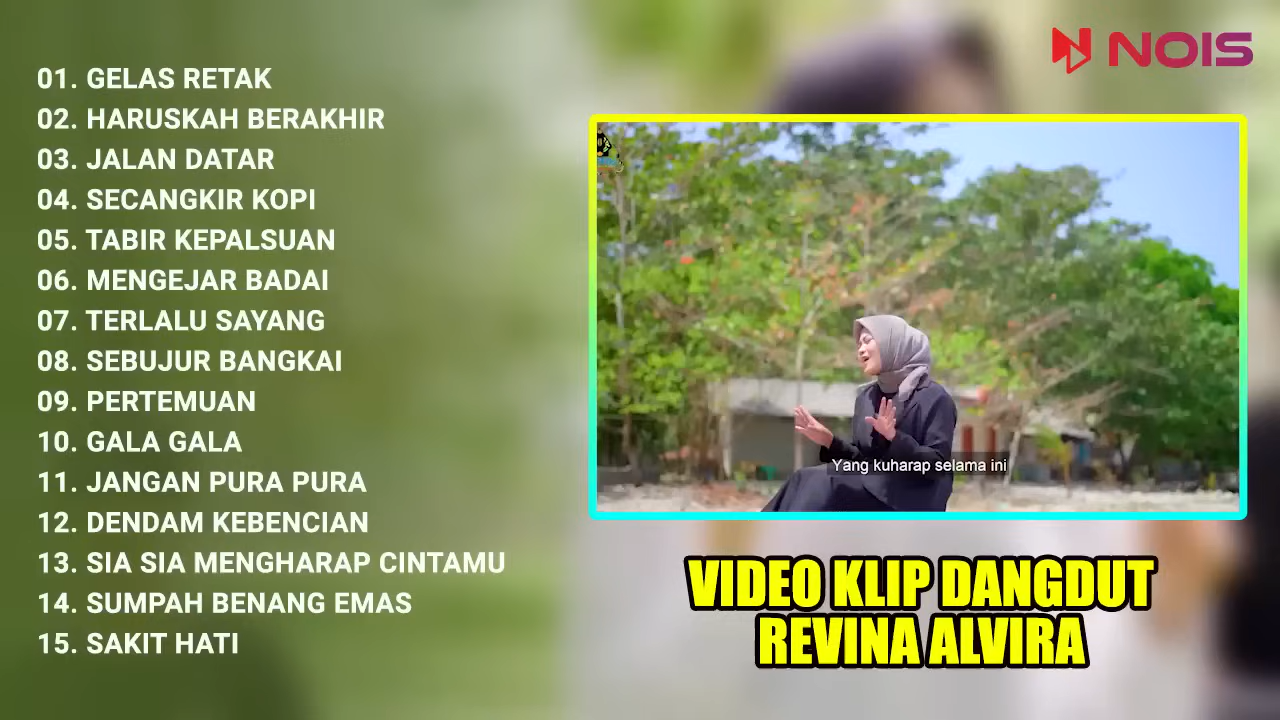 01. GELAS RETAK
02. HARUSKAH BERAKHIR
03. JALAN DATAR
04. SECANGKIR KOPI
05. TABIR KEPALSUAN
06. MENGEJAR BADAI
07. TERLALU SAYANG
08. SEBUJUR BANGKAI
09. PERTEMUAN
10. GALA GALA
11. JANGAN PURA PURA
12. DENDAM KEBENCIAN
13. SIA SIA MENGHARAP CINTAMU
14. SUMPAH BENANG EMAS
15. SAKIT HATI
NOIS
Yang kuharap selama ini
VIDEO KLIP DANGDUT
REVINA ALVIRA